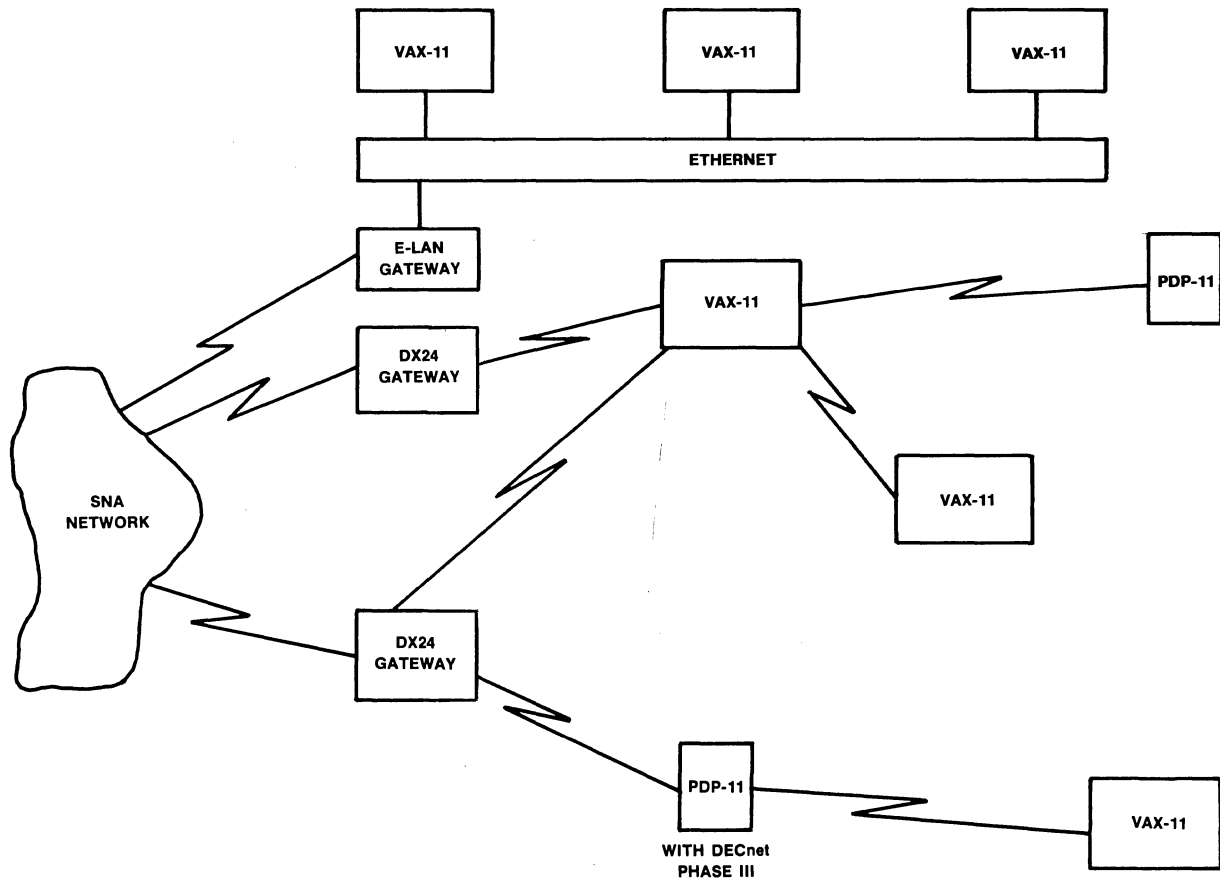 VAX-11
VAX-11
VAX-11
ETHERNET
E-LAN
GATEWAY
VAX-11
PDP-11
DX24
GATEWAY
SNA
NETWORK
VAX-11
DX24
GATEWAY
PDP-11
VAX-11
WITH DECnet
PHASE III